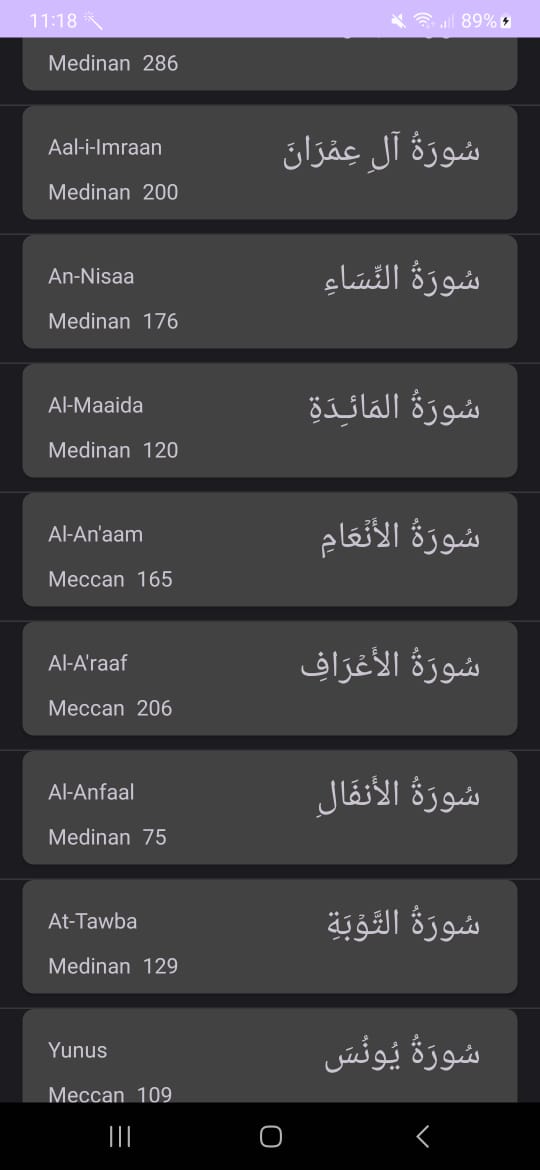 11:18 89%
Medinan 286
Aal-i-Imraan سُورَةُ آلِ عِمۡرَانَ
Medinan 200
An-Nisaa سُورَةُ النِّسَاءِ
Medinan 176
Al-Maaida سُورَةُ المَائـِدَةِ
Medinan 120
Al-An'aam سُورَةُ الأَنۡعَامِ
Meccan 165
Al-A'raaf سُورَةُ الأَعۡرَافِ
Meccan 206
Al-Anfaal سُورَةُ الأَنفَالِ
Medinan 75
At-Tawba سُورَةُ التَّوۡبَةِ
Medinan 129
Yunus سُورَةُ يُونُسَ
Meccan 109